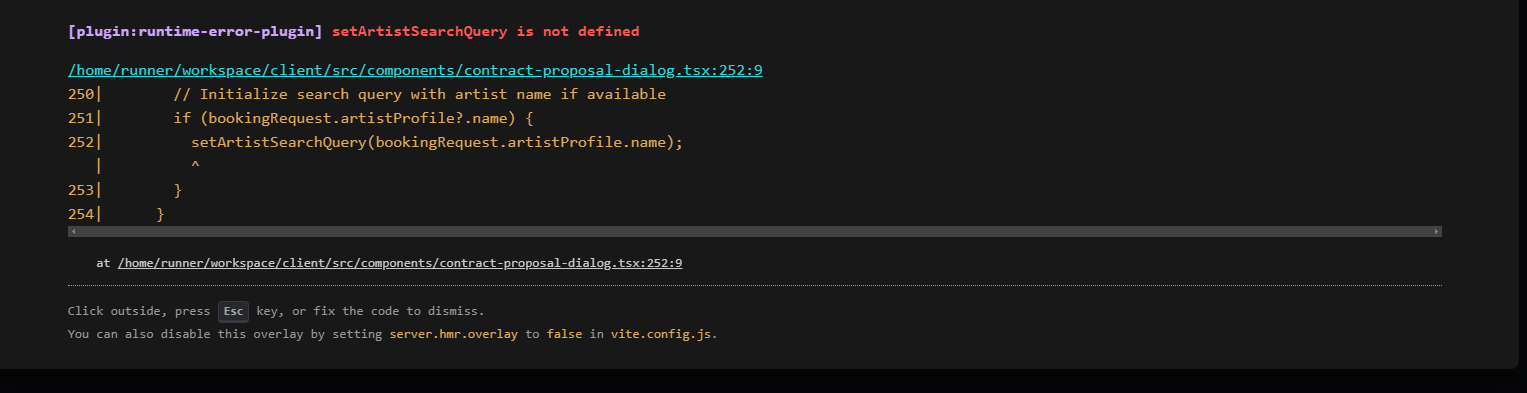 [plugin:runtime-error-plugin] setArtistSearchQuery is not defined
/home/runner/workspace/client/src/components/contract-proposal-dialog.tsx:252:9
250|        // Initialize search query with artist name if available
251|        if (bookingRequest.artistProfile?.name) {
252|          setArtistSearchQuery(bookingRequest.artistProfile.name);
   |          ^
253|        }
254|      }
at /home/runner/workspace/client/src/components/contract-proposal-dialog.tsx:252:9
Click outside, press Esc key, or fix the code to dismiss.
You can also disable this overlay by setting server.hmr.overlay to false in vite.config.js.